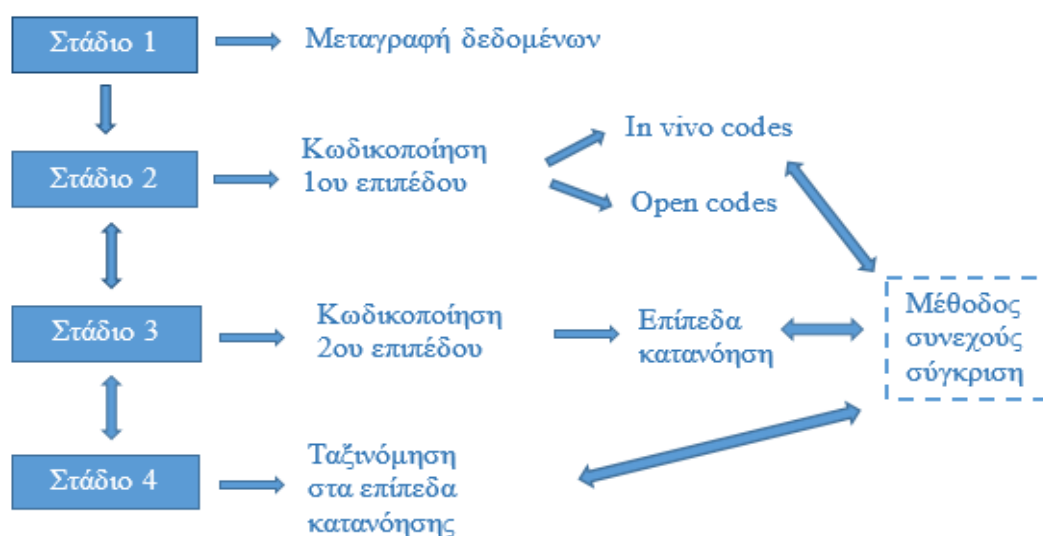 Στάδιο 1
Μεταγραφή δεδομένων
Στάδιο 2
Κωδικοποίηση
1ου επιπέδου
In vivo codes
Open codes
Στάδιο 3
Κωδικοποίηση
2ου επιπέδου
Επίπεδα
κατανόηση
Μέθοδος
συνεχούς
σύγκριση
Στάδιο 4
Ταξινόμηση
στα επίπεδα
κατανόησης